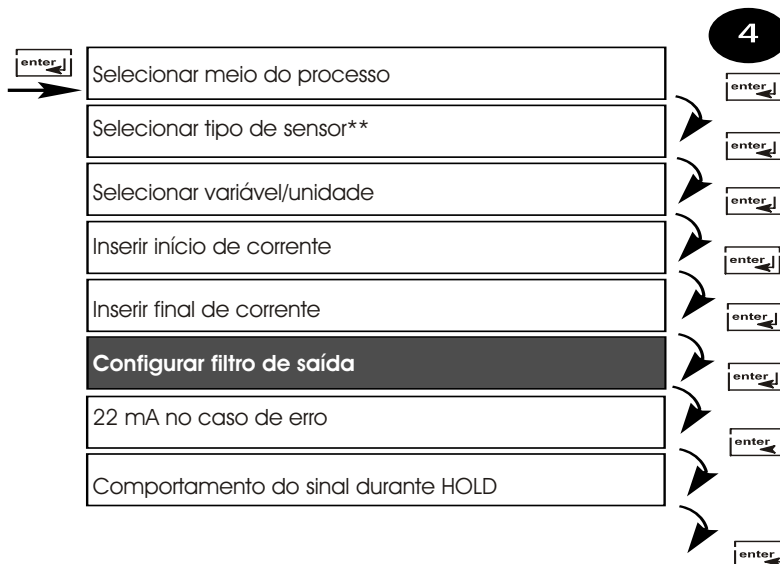 4
enter
Selecionar meio do processo
enter
Selecionar tipo de sensor**
enter
Selecionar variável/unidade
enter
Inserir início de corrente
enter
Inserir final de corrente
enter
Configurar filtro de saída
enter
22 mA no caso de erro
enter
Comportamento do sinal durante HOLD
enter